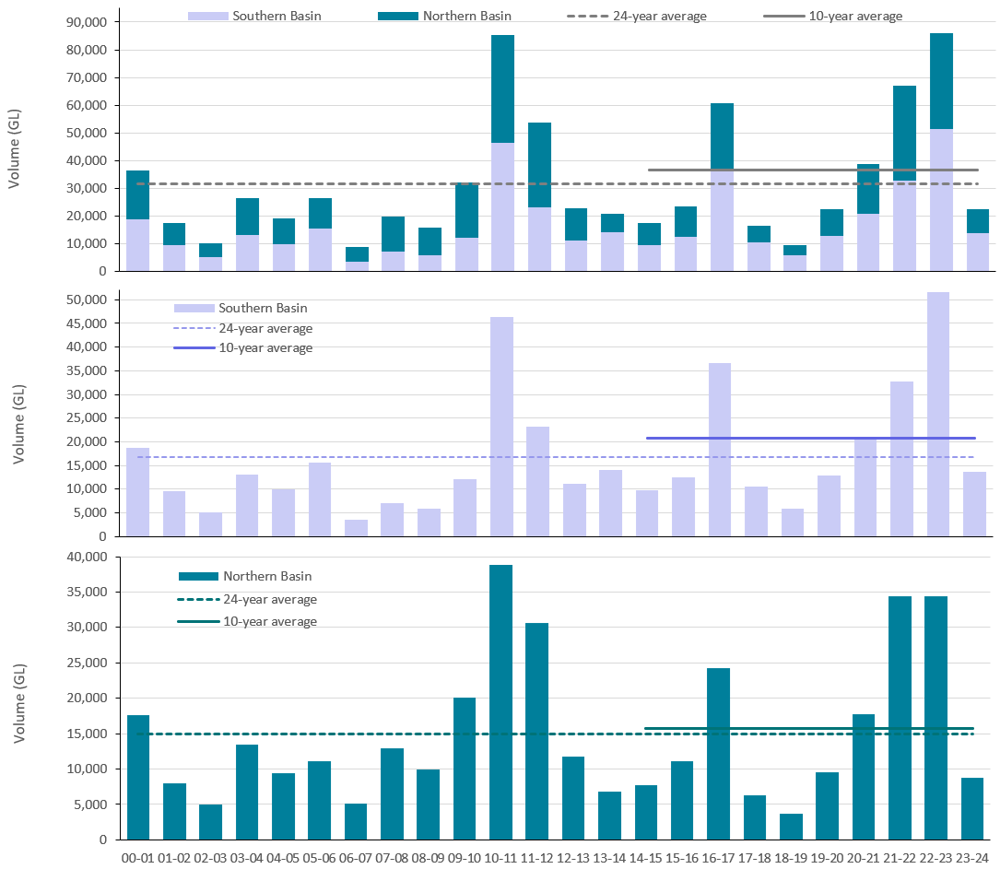 Southern Basin Northern Basin 24-year average 10-year average
Volume (GL)
90,000
80,000
70,000
60,000
50,000
40,000
30,000
20,000
10,000
0
Southern Basin
24-year average
10-year average
Volume (GL)
50,000
45,000
40,000
35,000
30,000
25,000
20,000
15,000
10,000
5,000
0
Northern Basin
24-year average
10-year average
Volume (GL)
40,000
35,000
30,000
25,000
20,000
15,000
10,000
5,000
0
00-01 01-02 02-03 03-04 04-05 05-06 06-07 07-08 08-09 09-10 10-11 11-12 12-13 13-14 14-15 15-16 16-17 17-18 18-19 19-20 20-21 21-22 22-23 23-24